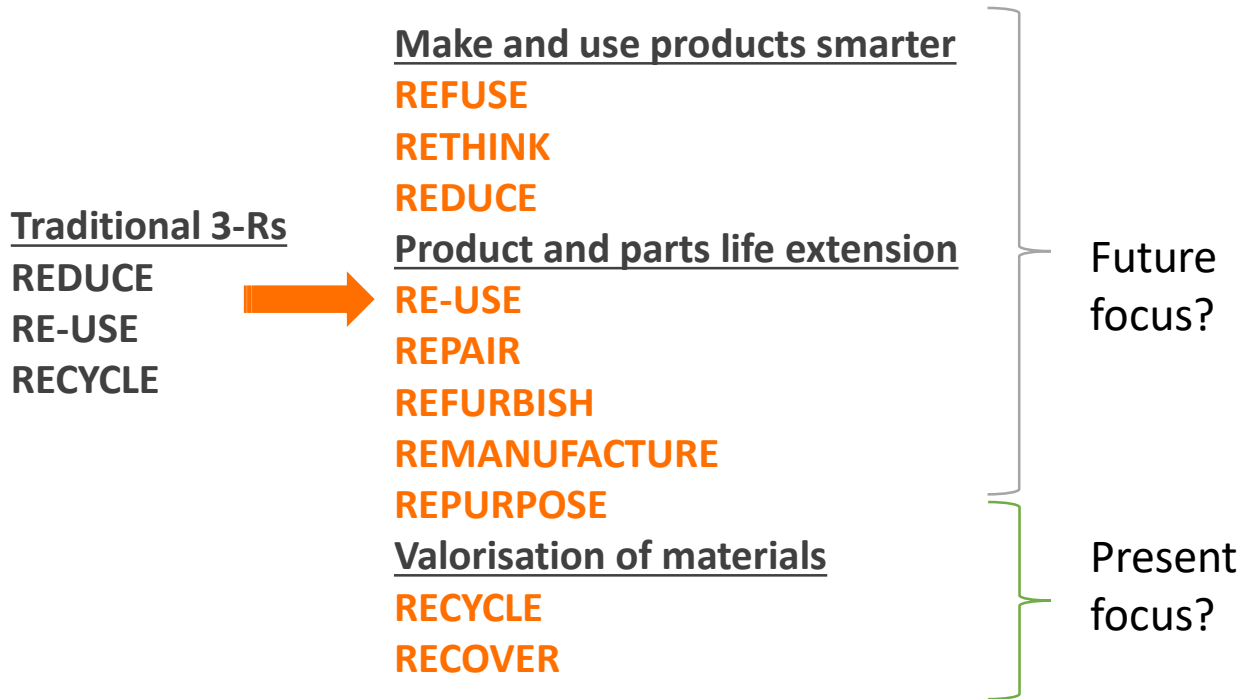 Traditional 3-Rs
REDUCE
RE-USE
RECYCLE
Make and use products smarter
REFUSE
RETHINK
REDUCE
Product and parts life extension
RE-USE
REPAIR
REFURBISH
REMANUFACTURE
REPURPOSE
Valorisation of materials
RECYCLE
RECOVER
Future
focus?
Present
focus?